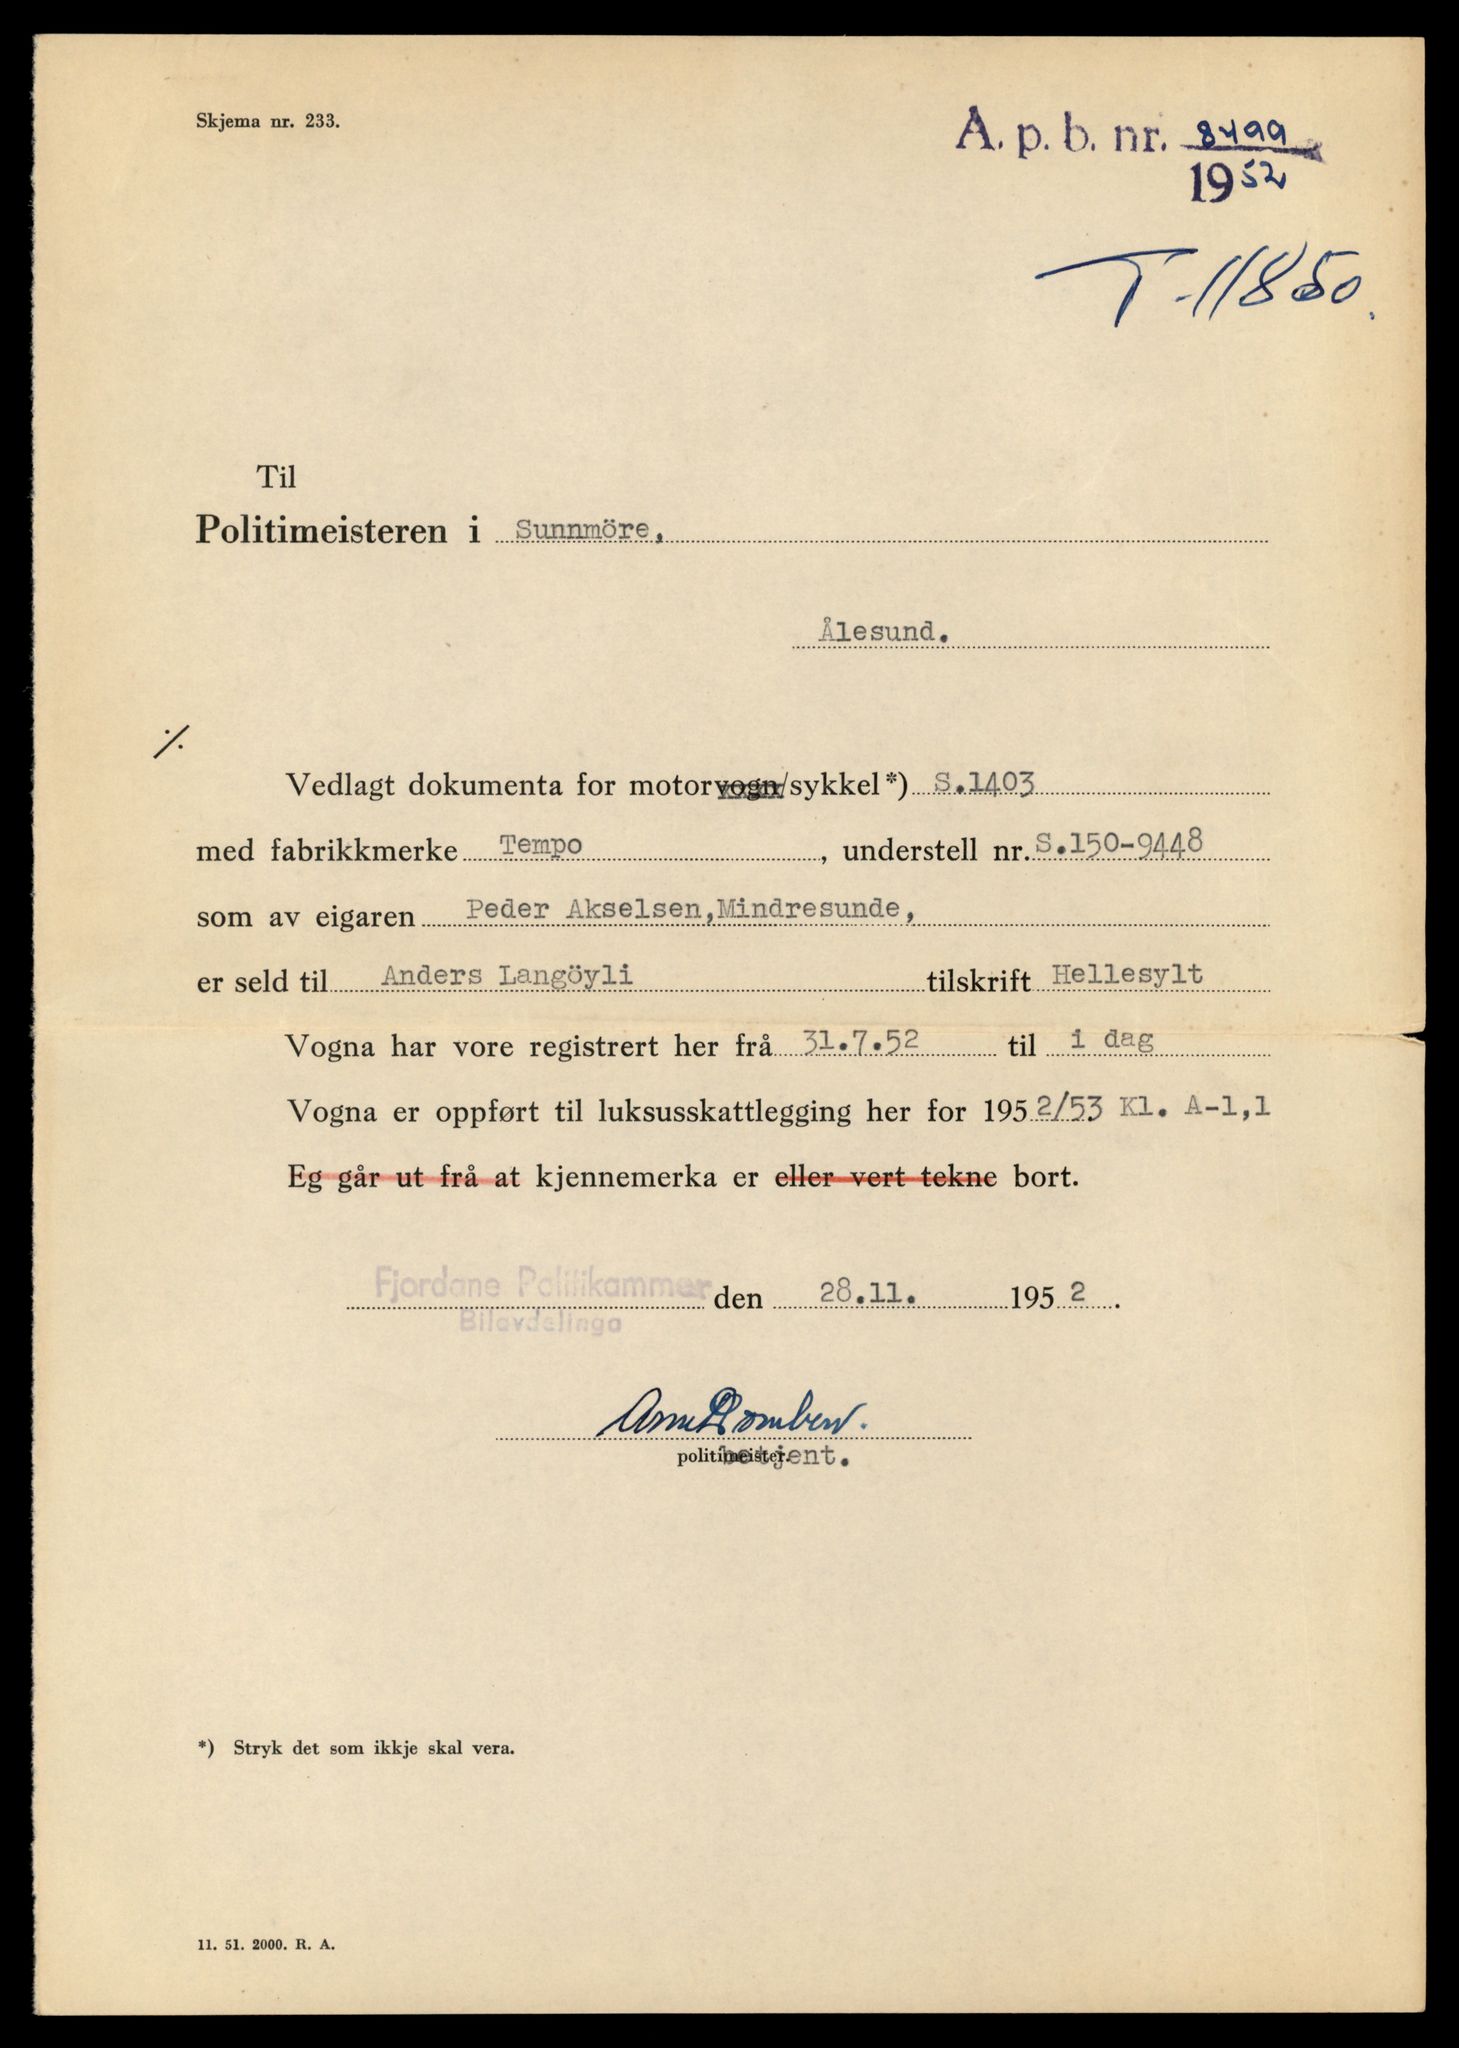 Skjema nr. 233.
A. p. b. nr. 8499
1952
T-11850.
Til
Politimeisteren i Sunnmöre,
Ålesund.
./.
Vedlagt dokumenta for motorvogn/sykkel*) S.1403
med fabrikkmerke Tempo, understell nr. S.150-9448
som av eigaren Peder Akselsen,Mindresunde,
er seld til Anders Langöyli tilskrift Hellesylt
Vogna har vore registrert her frå 31.7.52 til i dag
Vogna er oppført til luksusskattlegging her for 1952/53 Kl. A-1,1
Eg går ut frå at kjennemerka er eller vert tekne bort.
Fjordane Politikammer den 28.11. 1952.
Bilavdelinga
politimeister. betjent.
*) Stryk det som ikkje skal vera.
11. 51. 2000. R. A.